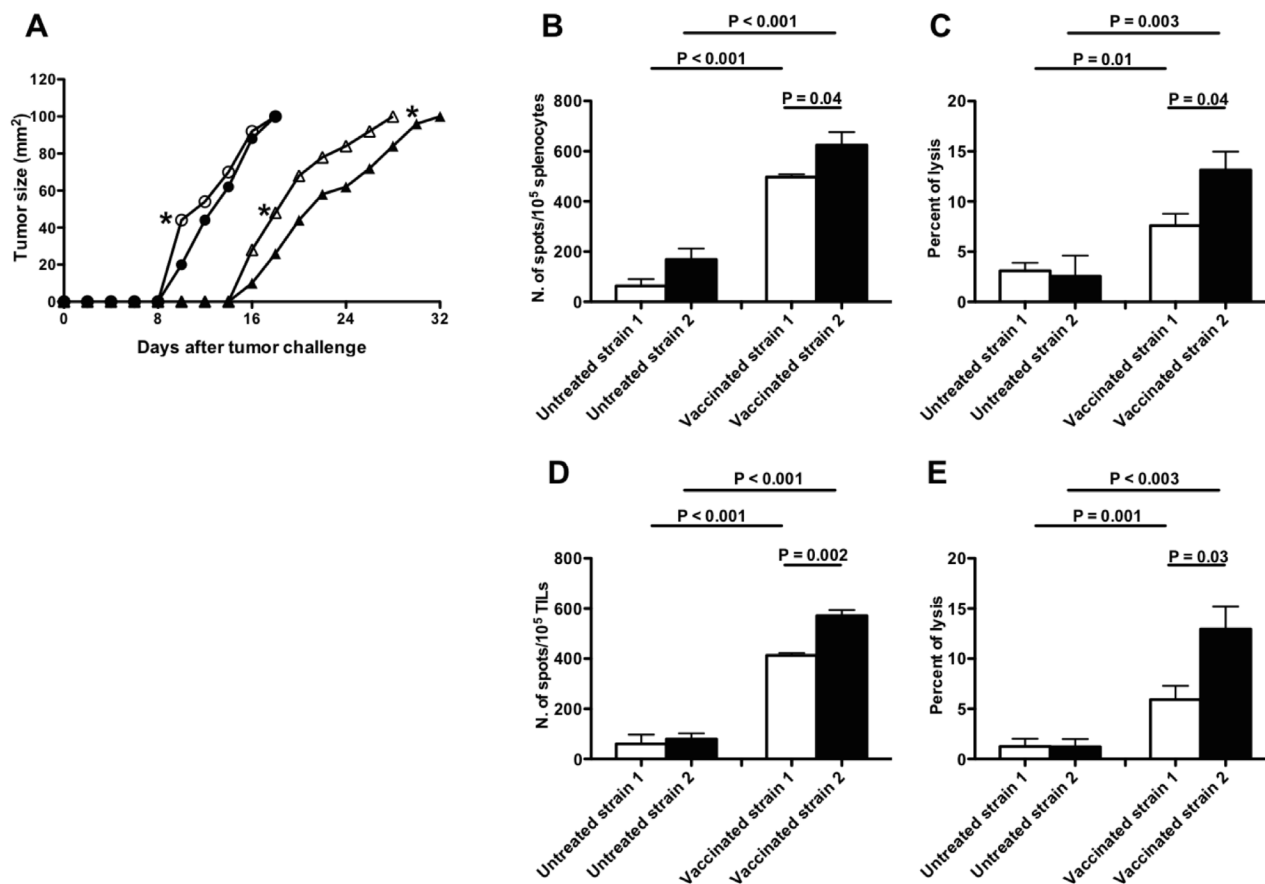 A
Tumor size (mm²)
120
100
80
60
40
20
0
*
*
*
0 8 16 24 32
Days after tumor challenge
B
P < 0.001
P < 0.001
P = 0.04
N. of spots/10⁵ splenocytes
800
600
400
200
0
Untreated strain 1
Untreated strain 2
Vaccinated strain 1
Vaccinated strain 2
C
P = 0.003
P = 0.01
P = 0.04
Percent of lysis
20
15
10
5
0
Untreated strain 1
Untreated strain 2
Vaccinated strain 1
Vaccinated strain 2
D
P < 0.001
P < 0.001
P = 0.002
N. of spots/10⁵ TILs
800
600
400
200
0
Untreated strain 1
Untreated strain 2
Vaccinated strain 1
Vaccinated strain 2
E
P < 0.003
P = 0.001
P = 0.03
Percent of lysis
20
15
10
5
0
Untreated strain 1
Untreated strain 2
Vaccinated strain 1
Vaccinated strain 2